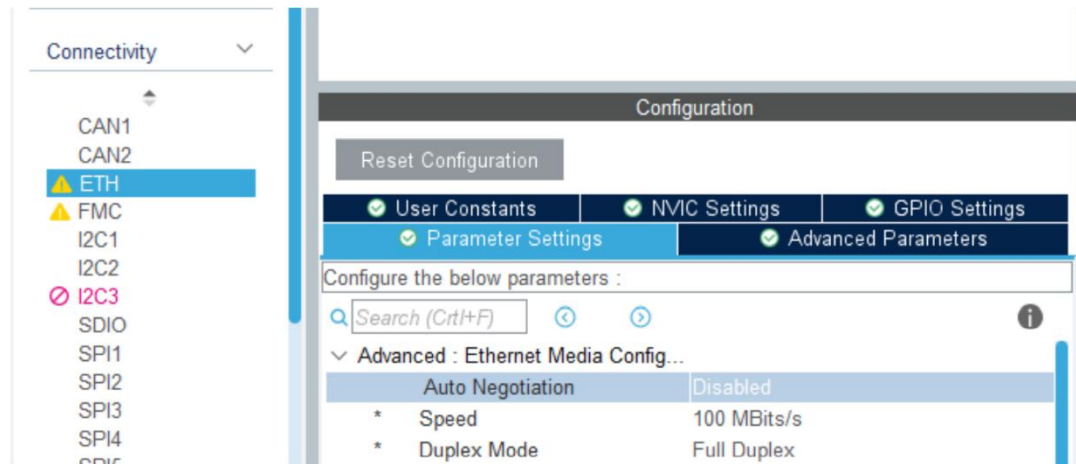 Connectivity
CAN1
CAN2
ETH
FMC
I2C1
I2C2
I2C3
SDIO
SPI1
SPI2
SPI3
SPI4
SPI5
Configuration
Reset Configuration
User Constants
NVIC Settings
GPIO Settings
Parameter Settings
Advanced Parameters
Configure the below parameters :
Search (Crtl+F)
Advanced : Ethernet Media Config...
Auto Negotiation Disabled
* Speed 100 MBits/s
* Duplex Mode Full Duplex